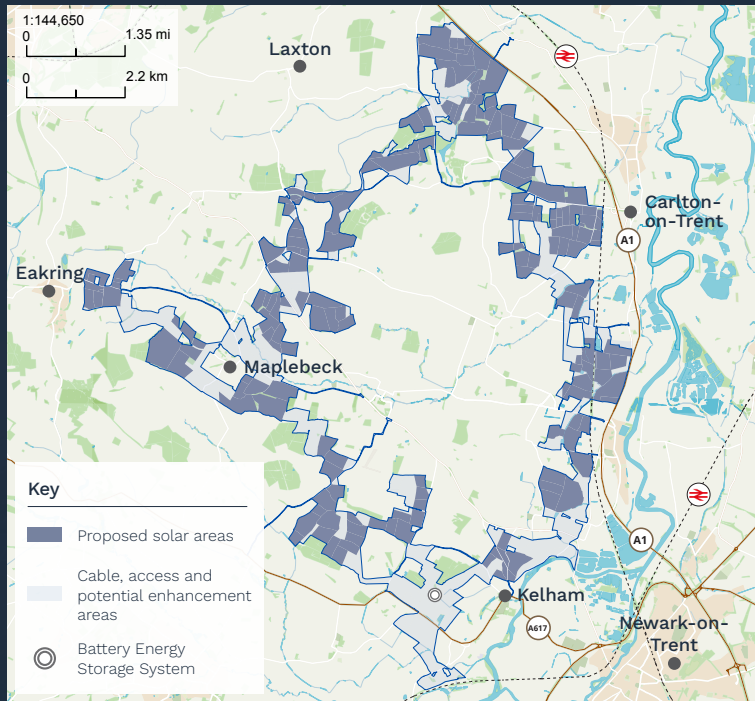 1:144,650
0 1.35 mi
0 2.2 km
Laxton
Carlton-
on-Trent
A1
Eakring
Maplebeck
Key
Proposed solar areas
Cable, access and
potential enhancement
areas
Battery Energy
Storage System
A1
Kelham
A617
Newark-on-
Trent